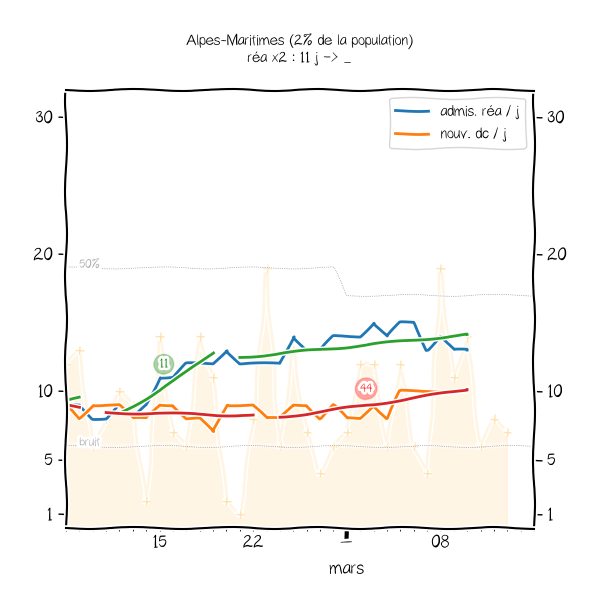 Alpes-Maritimes (2% de la population)
réa x2 : 11 j -> _
admis. réa / j
nouv. dc / j
30
30
20
20
50%
11
44
10
10
bruit
5
5
1
1
15
22
08
mars